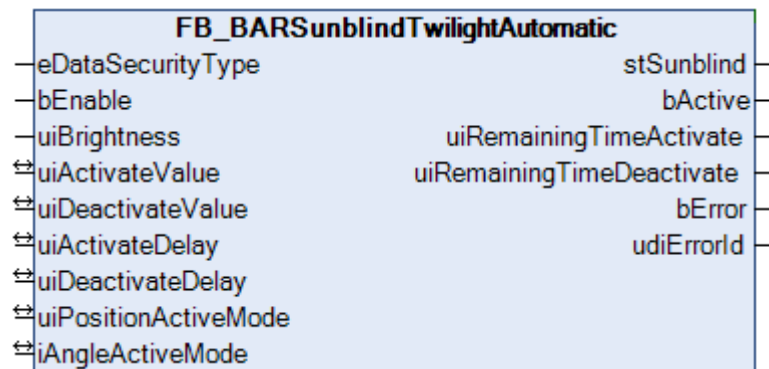 FB_BARSunblindTwilightAutomatic
eDataSecurityType stSunblind
bEnable bActive
uiBrightness uiRemainingTimeActivate
uiActivateValue uiRemainingTimeDeactivate
uiDeactivateValue bError
uiActivateDelay udiErrorId
uiDeactivateDelay
uiPositionActiveMode
iAngleActiveMode